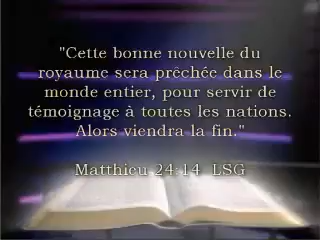 "Cette bonne nouvelle du
royaume sera prêchée dans le
monde entier, pour servir de
témoignage à toutes les nations.
Alors viendra la fin."
Matthieu 24:14 LSG